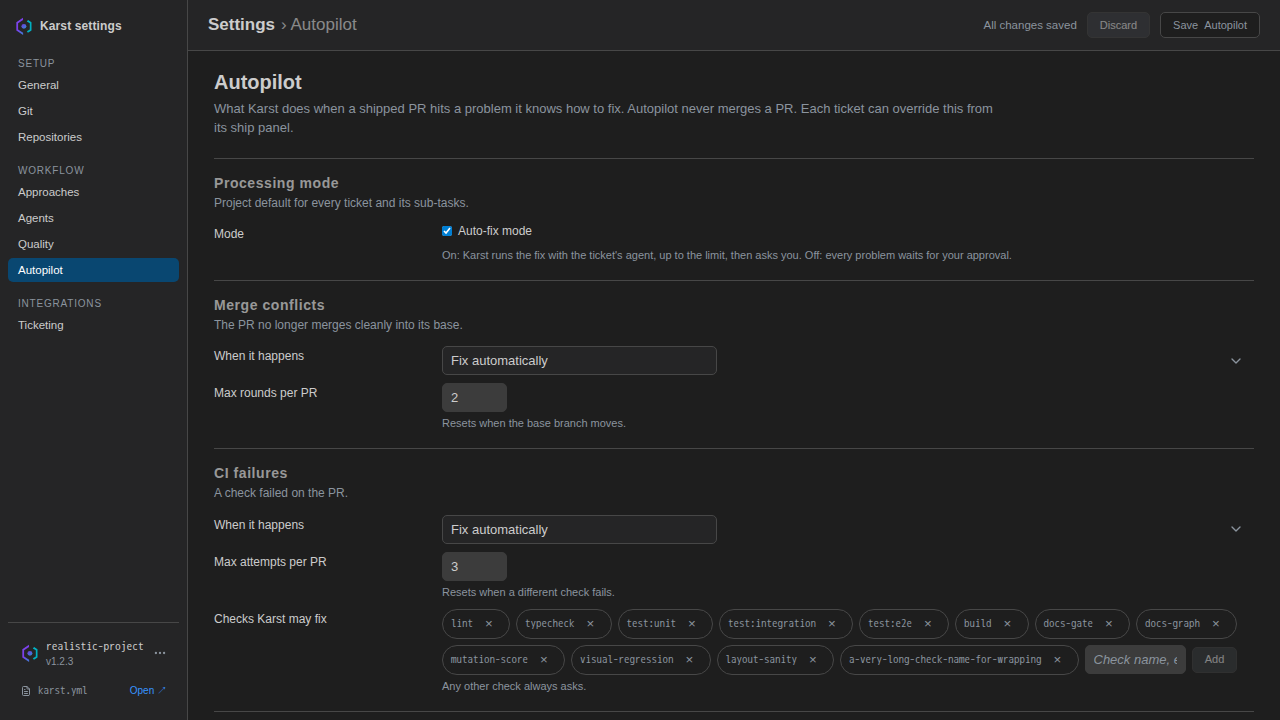 Karst settings
Settings › Autopilot
All changes saved
Discard
Save Autopilot
SETUP
General
Git
Repositories
WORKFLOW
Approaches
Agents
Quality
Autopilot
INTEGRATIONS
Ticketing
realistic-project
v1.2.3
karst.yml
Open ↗
Autopilot
What Karst does when a shipped PR hits a problem it knows how to fix. Autopilot never merges a PR. Each ticket can override this from
its ship panel.
Processing mode
Project default for every ticket and its sub-tasks.
Mode
Auto-fix mode
On: Karst runs the fix with the ticket's agent, up to the limit, then asks you. Off: every problem waits for your approval.
Merge conflicts
The PR no longer merges cleanly into its base.
When it happens
Fix automatically
Max rounds per PR
2
Resets when the base branch moves.
CI failures
A check failed on the PR.
When it happens
Fix automatically
Max attempts per PR
3
Resets when a different check fails.
Checks Karst may fix
lint × typecheck × test:unit × test:integration × test:e2e × build × docs-gate × docs-graph ×
mutation-score × visual-regression × layout-sanity × a-very-long-check-name-for-wrapping × Check name, Add
Any other check always asks.